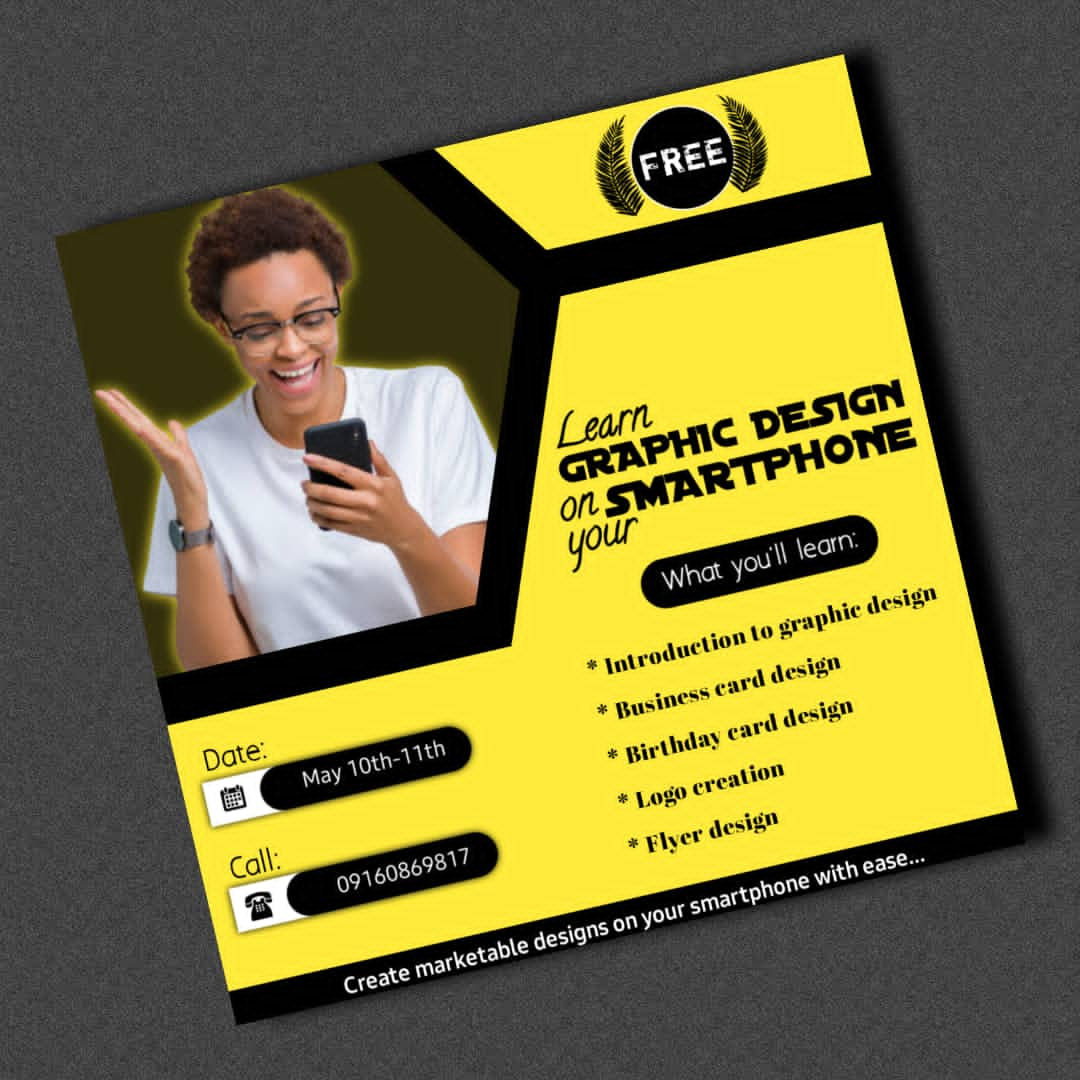 FREE
Learn
GRAPHIC DESIGN
on SMARTPHONE
your
What you'll learn:
* Introduction to graphic design
* Business card design
* Birthday card design
* Logo creation
* Flyer design
Date:
May 10th-11th
Call:
09160869817
Create marketable designs on your smartphone with ease...